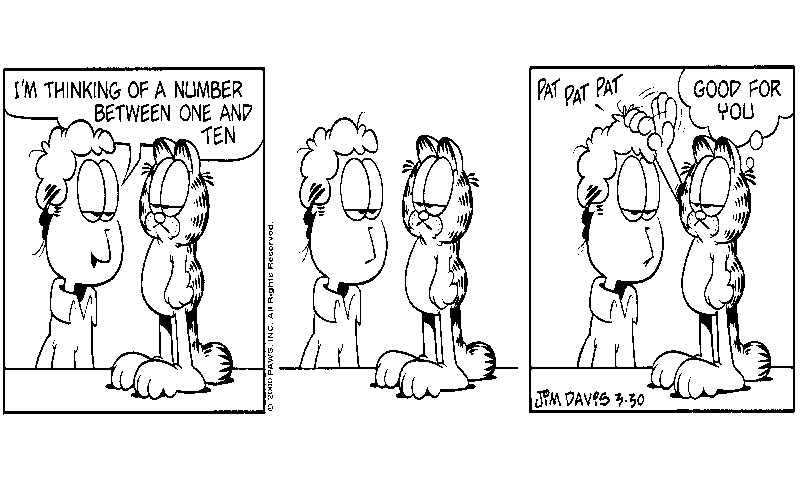 I'M THINKING OF A NUMBER
BETWEEN ONE AND
TEN
© 2000 PAWS, INC. All Rights Reserved.
PAT PAT PAT
GOOD FOR
YOU
JIM DAVIS 3·30